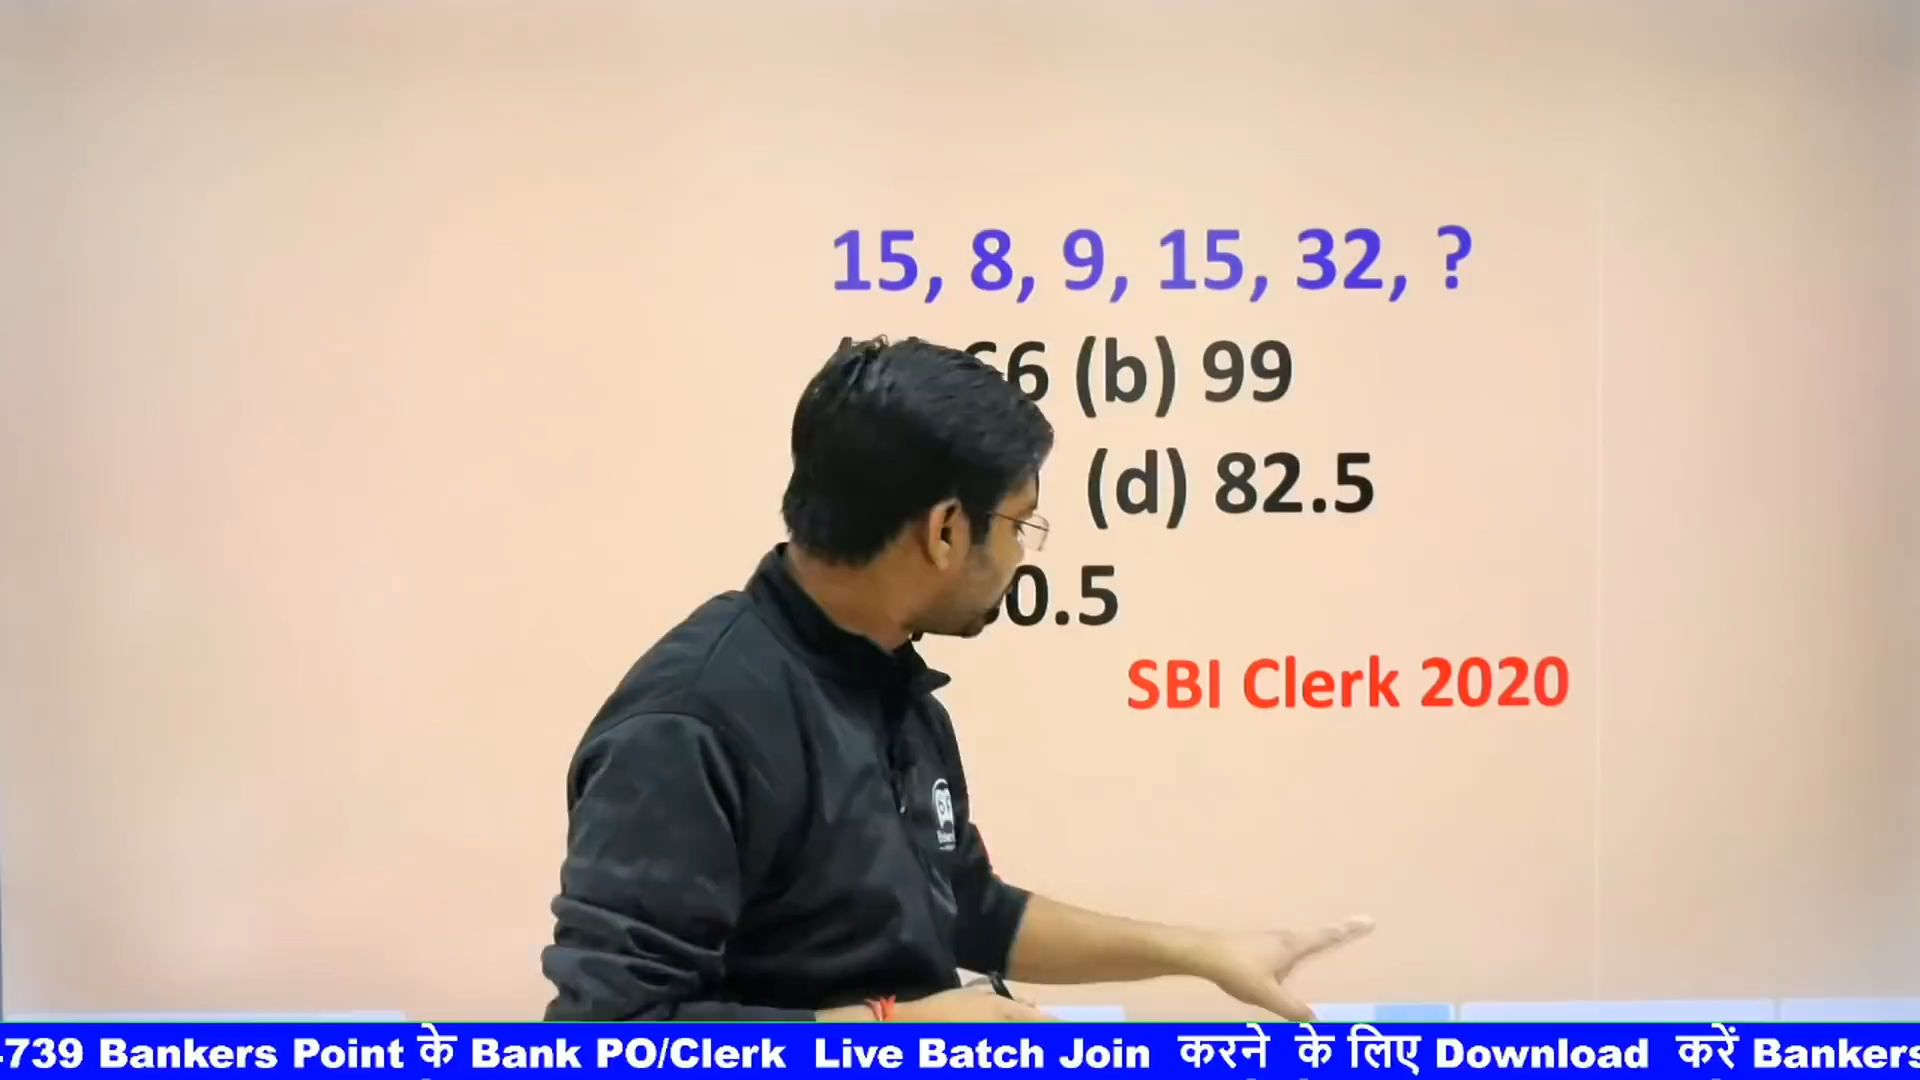 15, 8, 9, 15, 32, ?
66 (b) 99
(d) 82.5
0.5
SBI Clerk 2020
-739 Bankers Point के Bank PO/Clerk Live Batch Join करने के लिए Download करें Bankers